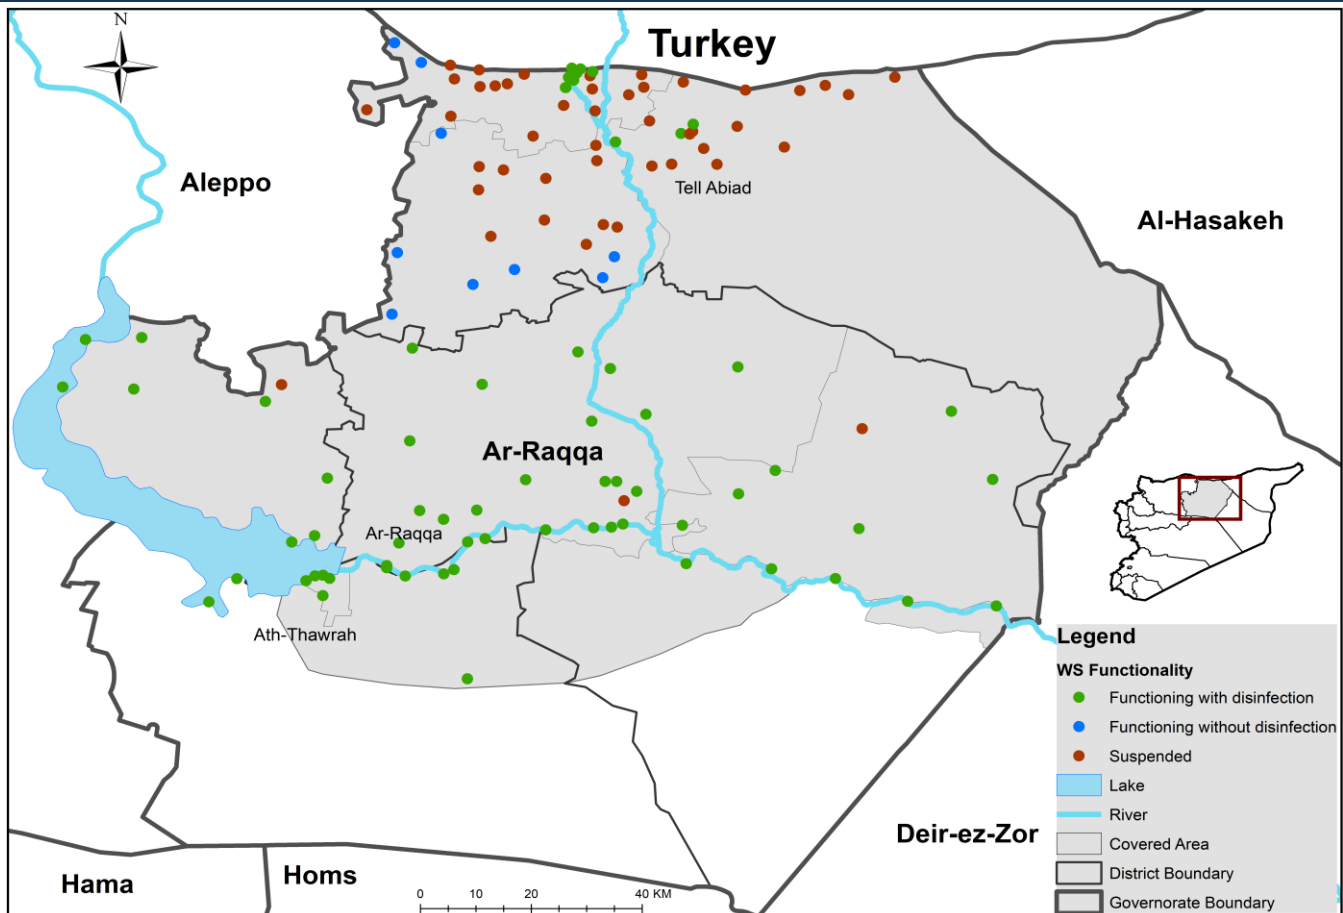 N
Turkey
Aleppo
Tell Abiad
Al-Hasakeh
Ar-Raqqa
Ar-Raqqa
Ath-Thawrah
Deir-ez-Zor
Hama
Homs
0 10 20 40 KM
Legend
WS Functionality
Functioning with disinfection
Functioning without disinfection
Suspended
Lake
River
Covered Area
District Boundary
Governorate Boundary